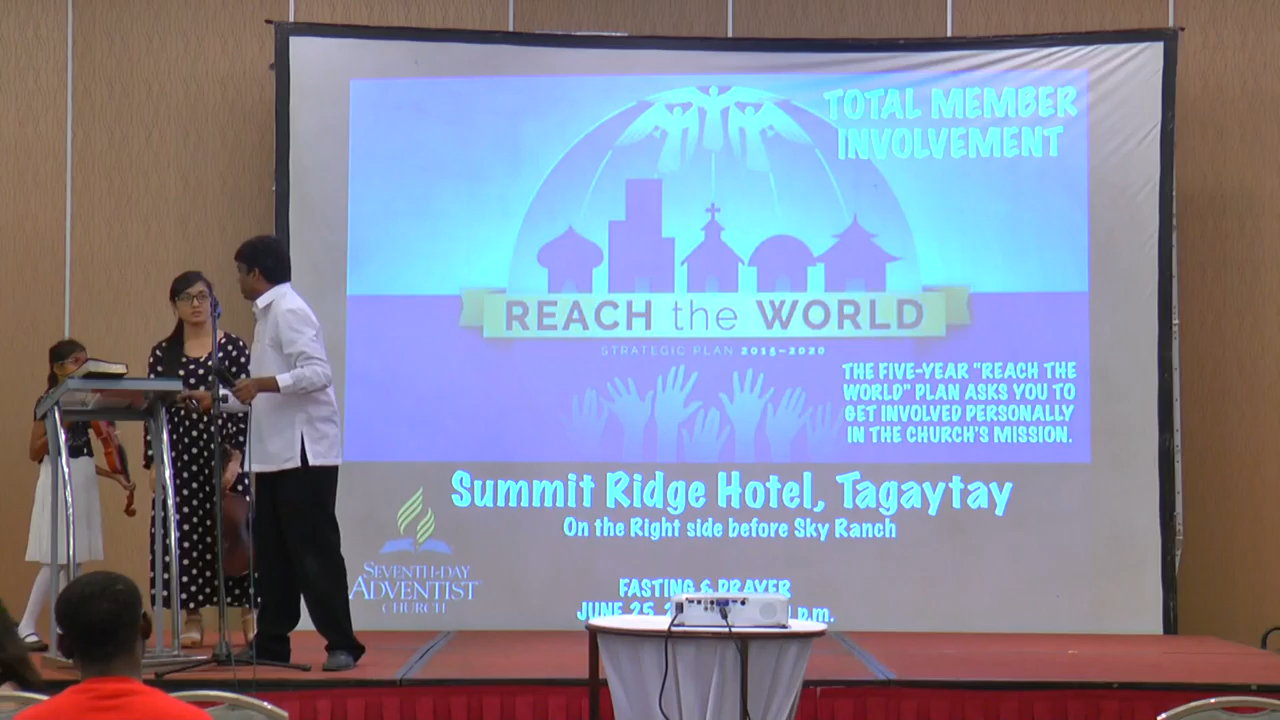 TOTAL MEMBER
INVOLVEMENT
REACH the WORLD
STRATEGIC PLAN 2015-2020
THE FIVE-YEAR "REACH THE
WORLD" PLAN ASKS YOU TO
GET INVOLVED PERSONALLY
IN THE CHURCH'S MISSION.
Summit Ridge Hotel, Tagaytay
On the Right side before Sky Ranch
SEVENTH-DAY
ADVENTIST
CHURCH
FASTING & PRAYER
JUNE 25, p.m.